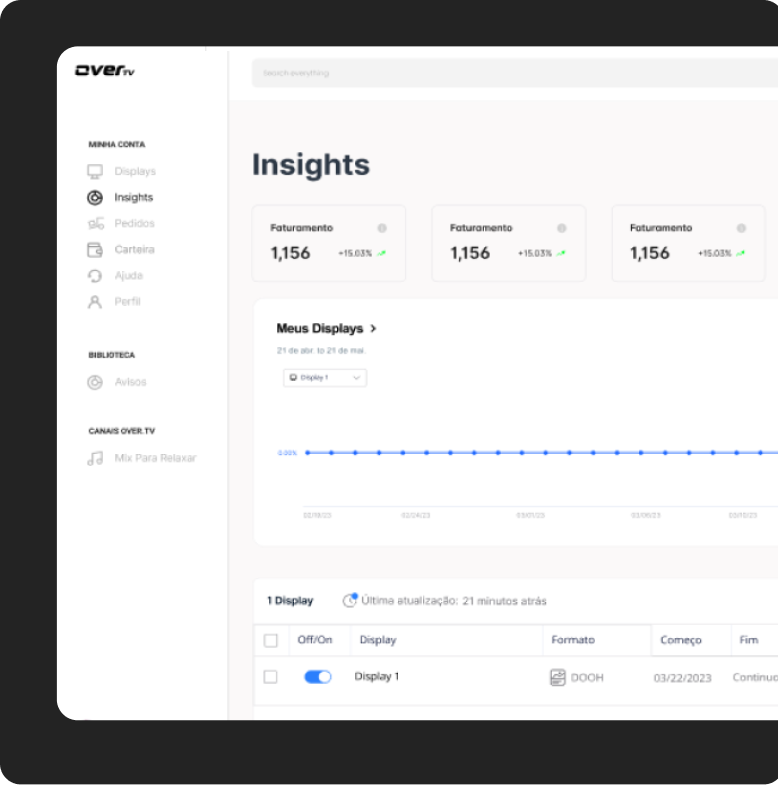 OVERTV
Search everything
MINHA CONTA
Displays
Insights
Pedidos
Carteira
Ajuda
Perfil
BIBLIOTECA
Avisos
CANAIS OVER.TV
Mix Para Relaxar
Insights
Faturamento
1,156 +15.03%
Faturamento
1,156 +15.03%
Faturamento
1,156 +15.03%
Meus Displays >
21 de abr. to 21 de mai.
Display 1
0.00%
02/19/23 02/24/23 03/01/23 03/06/23 03/10/23
1 Display Última atualização: 21 minutos atrás
Off/On Display Formato Começo Fim
Display 1 DOOH 03/22/2023 Continuo